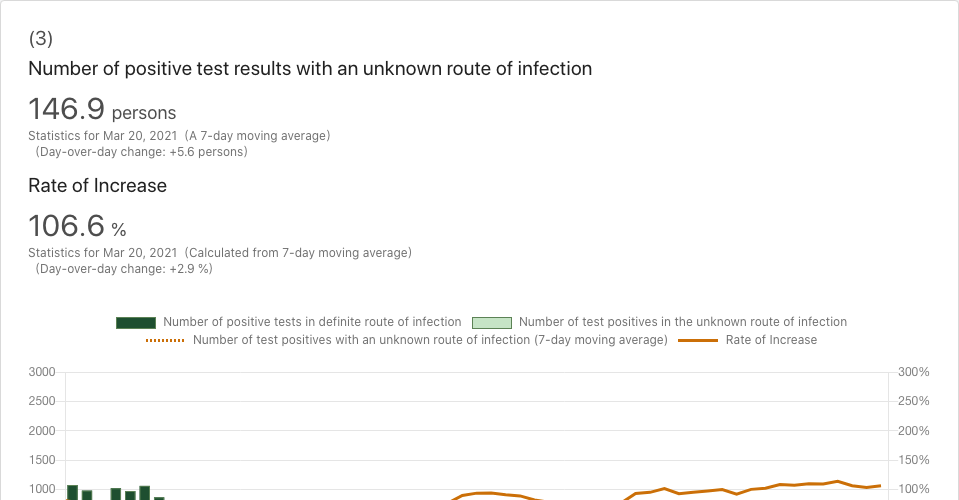 (3)
Number of positive test results with an unknown route of infection
146.9 persons
Statistics for Mar 20, 2021 (A 7-day moving average)
(Day-over-day change: +5.6 persons)
Rate of Increase
106.6 %
Statistics for Mar 20, 2021 (Calculated from 7-day moving average)
(Day-over-day change: +2.9 %)
Number of positive tests in definite route of infection Number of test positives in the unknown route of infection
Number of test positives with an unknown route of infection (7-day moving average) Rate of Increase
3000 300%
2500 250%
2000 200%
1500 150%
1000 100%